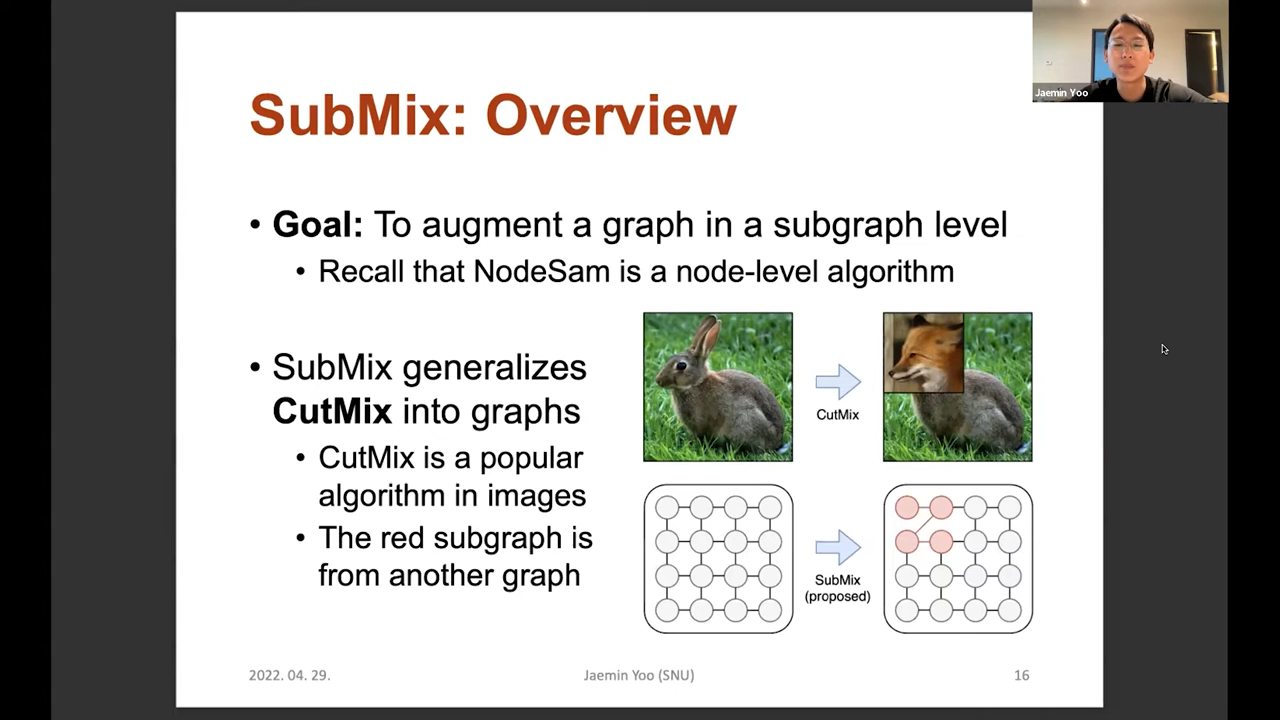 Jaemin Yoo
SubMix: Overview
• Goal: To augment a graph in a subgraph level
• Recall that NodeSam is a node-level algorithm
• SubMix generalizes
CutMix into graphs
• CutMix is a popular
algorithm in images
• The red subgraph is
from another graph
CutMix
SubMix
(proposed)
2022. 04. 29.
Jaemin Yoo (SNU)
16